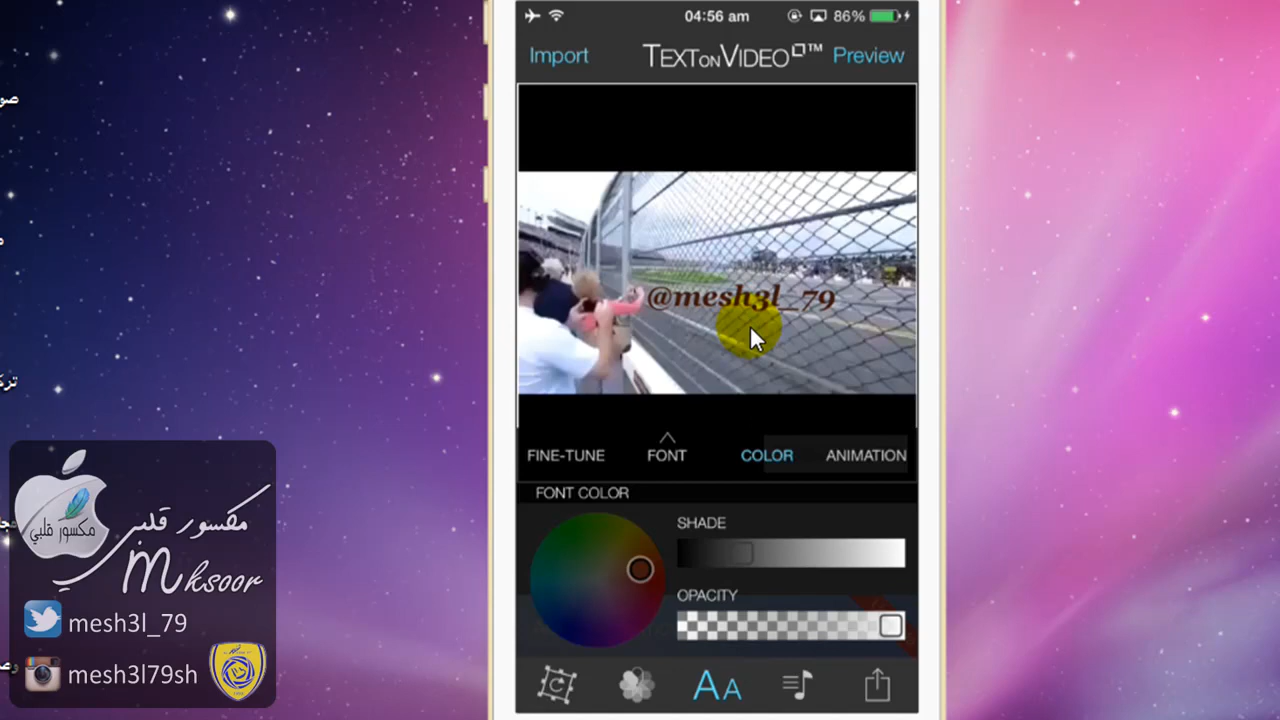 04:56 am
86%
Import
TEXTONVIDEO™
Preview
@mesh3l_79
FINE-TUNE
FONT
COLOR
ANIMATION
FONT COLOR
SHADE
OPACITY
AA
مكسور قلبي
مكسور قلبي
Mksoor
mesh3l_79
mesh3l79sh